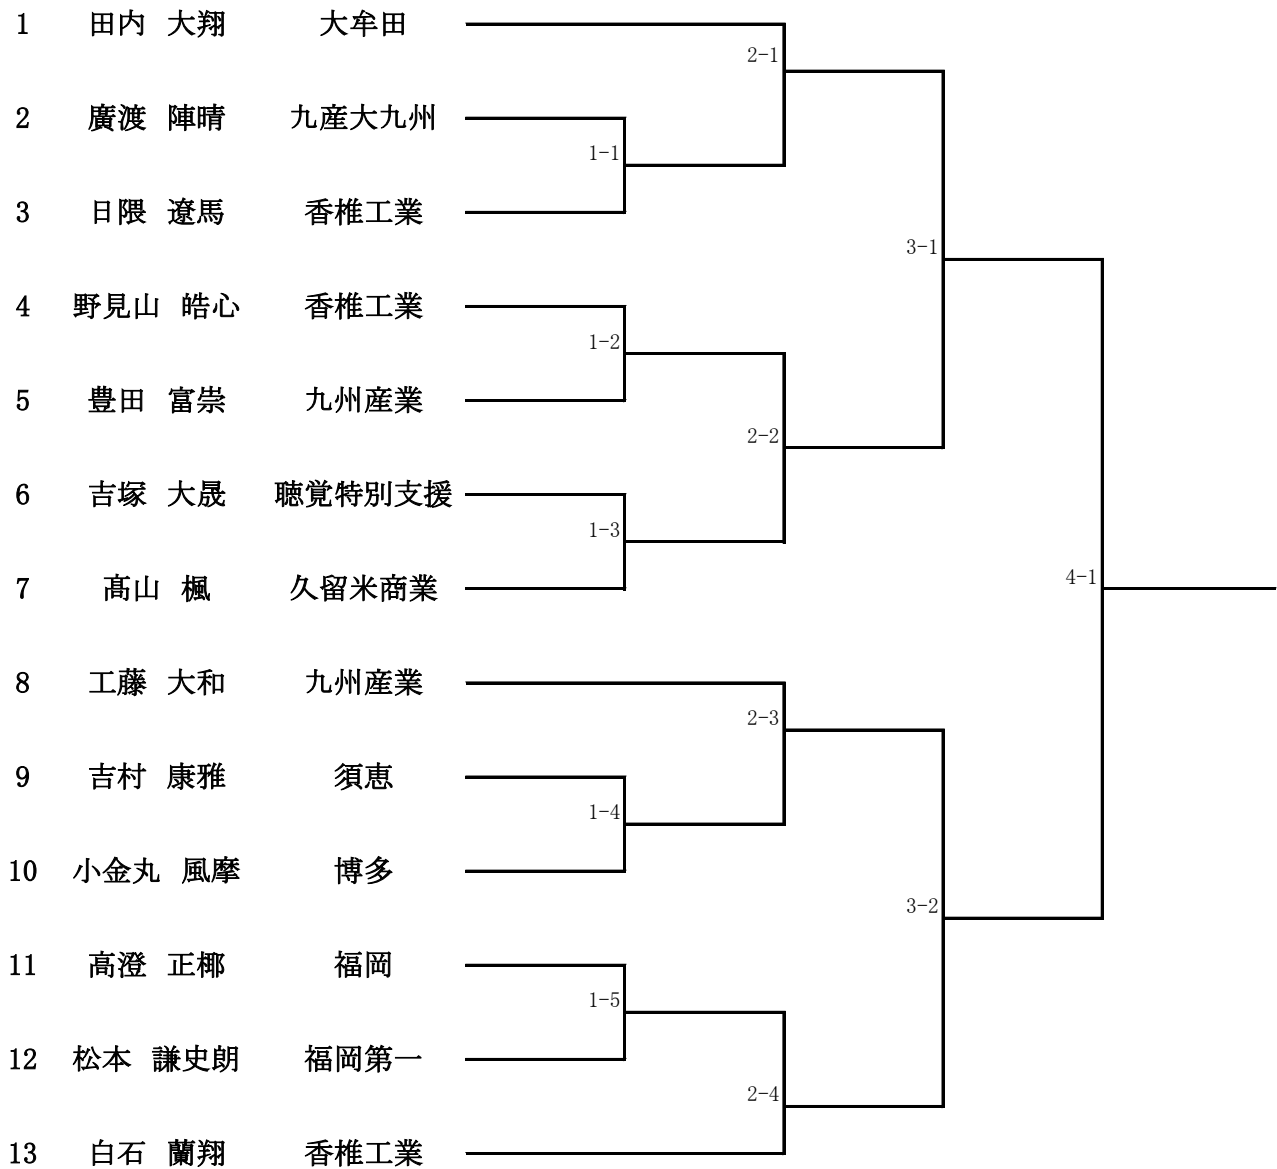 1 田内 大翔 大牟田
2-1
2 廣渡 陣晴 九産大九州
1-1
3 日隈 遼馬 香椎工業
3-1
4 野見山 皓心 香椎工業
1-2
5 豊田 富崇 九州産業
2-2
6 吉塚 大晟 聴覚特別支援
1-3
7 髙山 楓 久留米商業
4-1
8 工藤 大和 九州産業
2-3
9 吉村 康雅 須恵
1-4
10 小金丸 風摩 博多
3-2
11 高澄 正椰 福岡
1-5
12 松本 謙史朗 福岡第一
2-4
13 白石 蘭翔 香椎工業